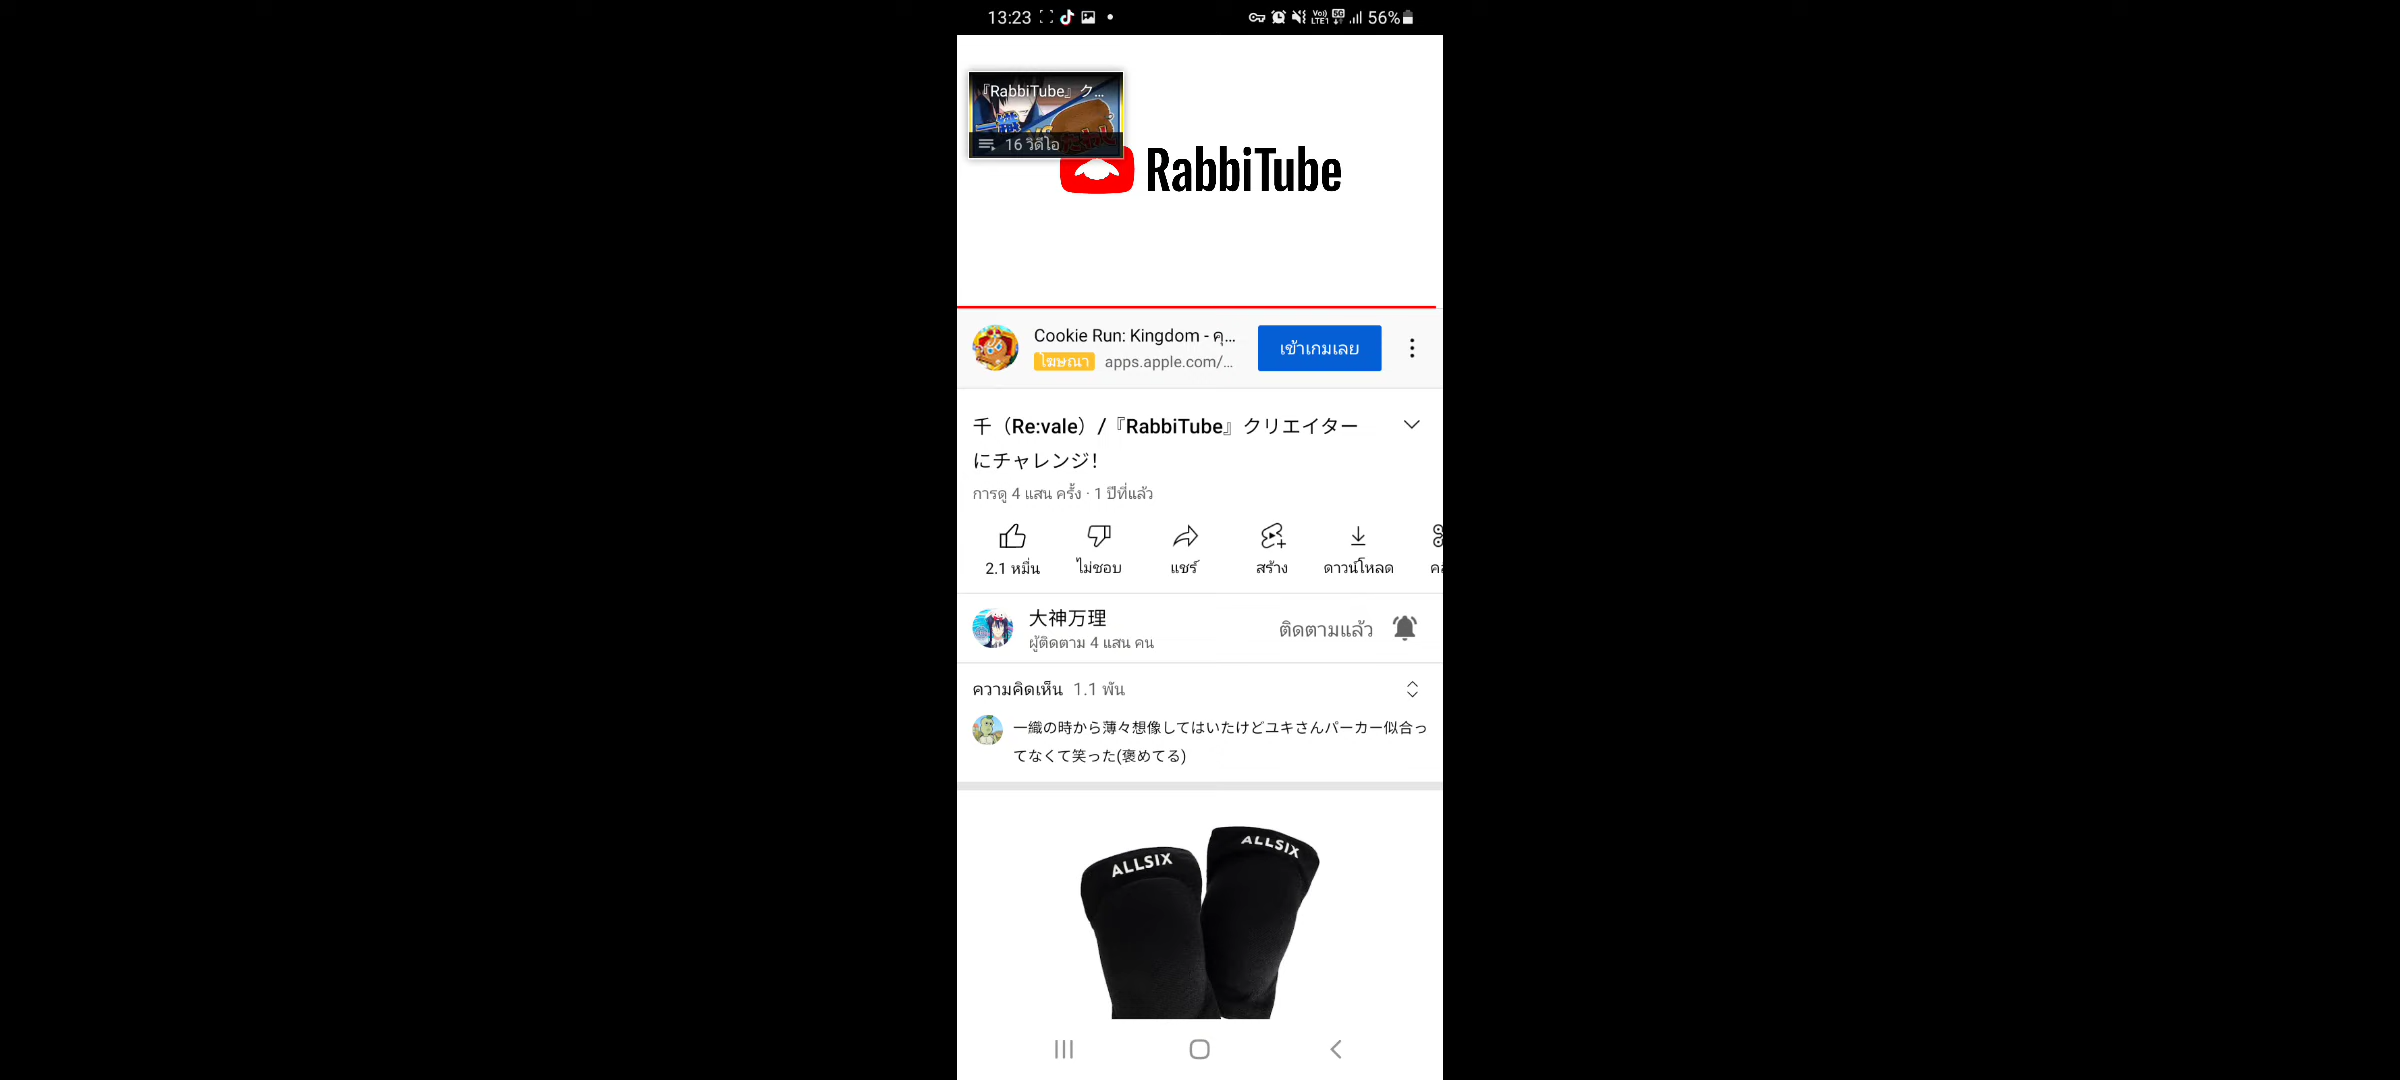 13:23
Vo)) LTE1 5G 56%
『RabbiTube』ク...
16 วิดีโอ
RabbiTube
Cookie Run: Kingdom - คุ...
โฆษณา apps.apple.com/...
เข้าเกมเลย
千（Re:vale）/『RabbiTube』クリエイター
にチャレンジ！
การดู 4 แสน ครั้ง · 1 ปีที่แล้ว
2.1 หมื่น ไม่ชอบ แชร์ สร้าง ดาวน์โหลด
大神万理
ผู้ติดตาม 4 แสน คน
ติดตามแล้ว
ความคิดเห็น 1.1 พัน
一織の時から薄々想像してはいたけどユキさんパーカー似合っ
てなくて笑った(褒めてる)
ALLSIX ALLSIX